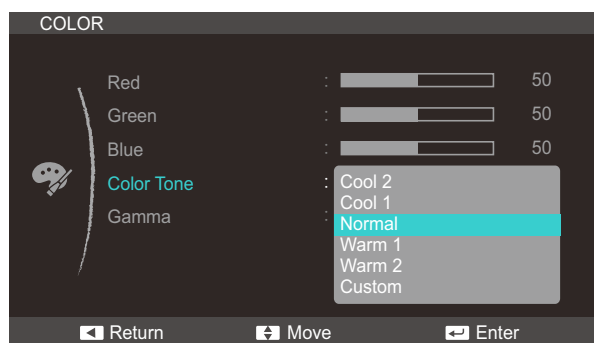 COLOR
Red : 50
Green : 50
Blue : 50
Color Tone : Cool 2
Cool 1
Gamma : Normal
Warm 1
Warm 2
Custom
Return Move Enter